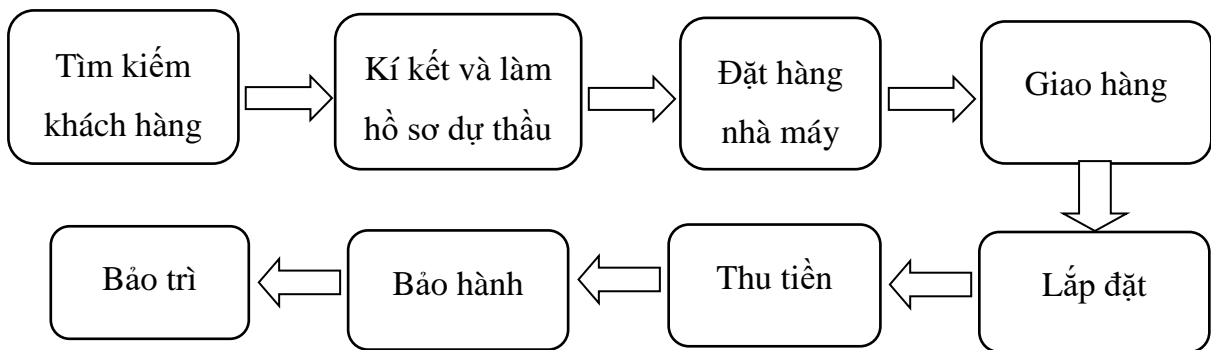 Tìm kiếm
khách hàng
Kí kết và làm
hồ sơ dự thầu
Đặt hàng
nhà máy
Giao hàng
Lắp đặt
Thu tiền
Bảo hành
Bảo trì